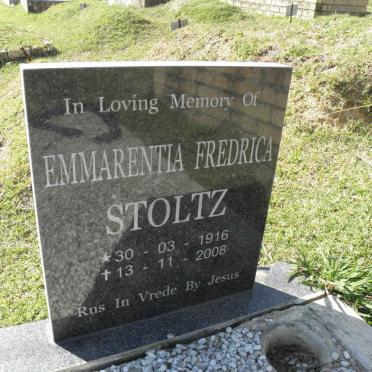 In Loving Memory Of
EMMARENTIA FREDRICA
STOLTZ
★30 - 03 - 1916
✝13 - 11 - 2008
Rus In Vrede By Jesus